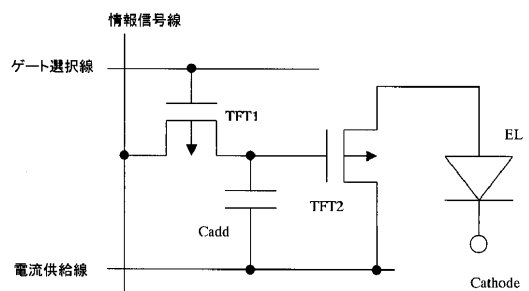 情報信号線
ゲート選択線
TFT1
EL
TFT2
Cadd
電流供給線
Cathode